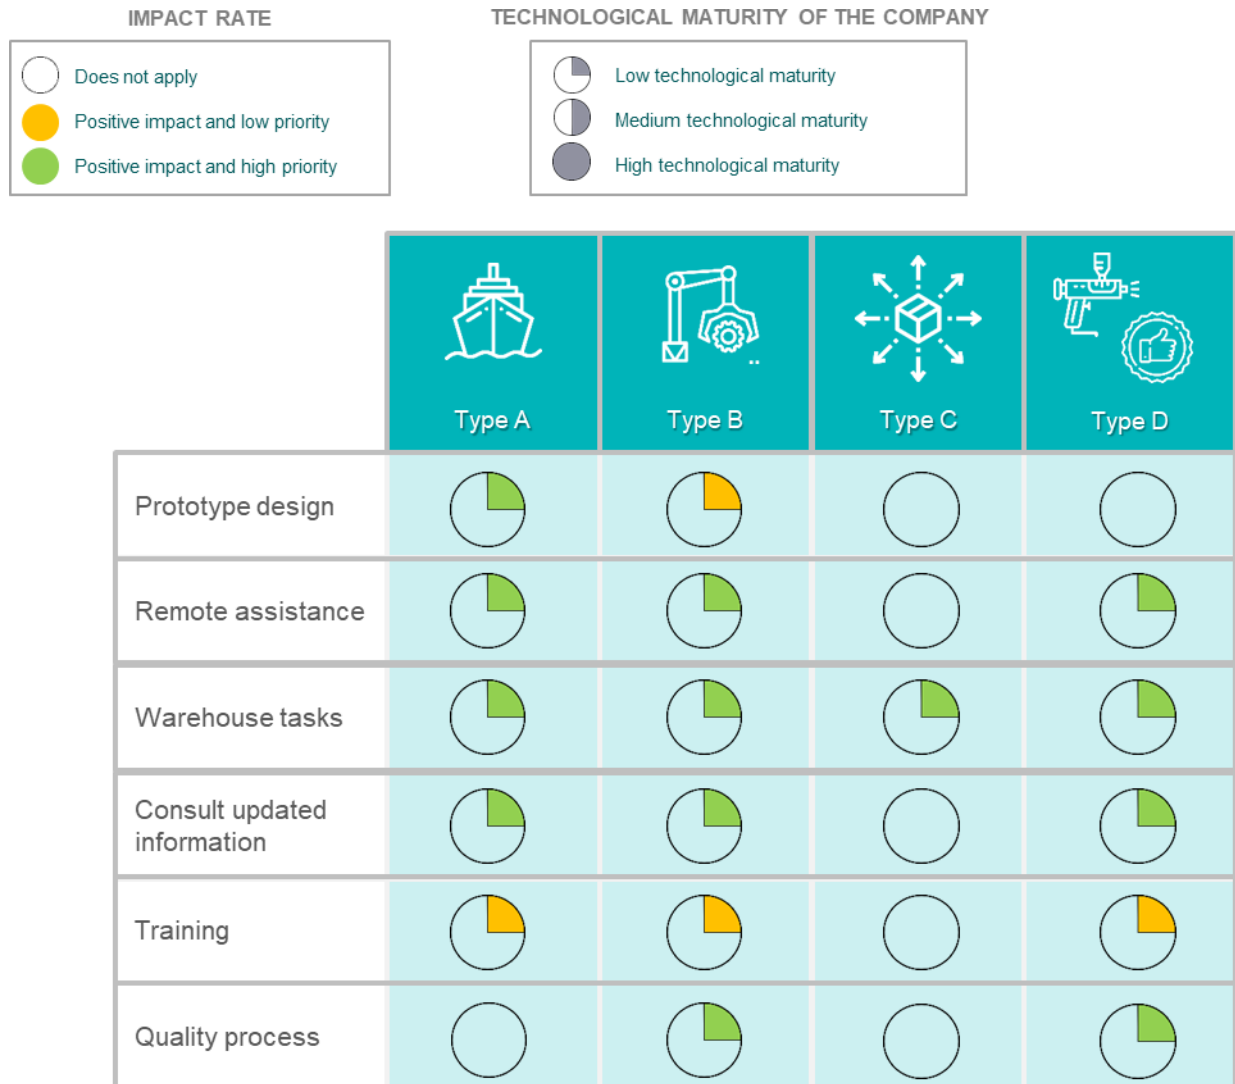 IMPACT RATE
TECHNOLOGICAL MATURITY OF THE COMPANY
Does not apply
Positive impact and low priority
Positive impact and high priority
Low technological maturity
Medium technological maturity
High technological maturity
Type A
Type B
Type C
Type D
Prototype design
Remote assistance
Warehouse tasks
Consult updated
information
Training
Quality process